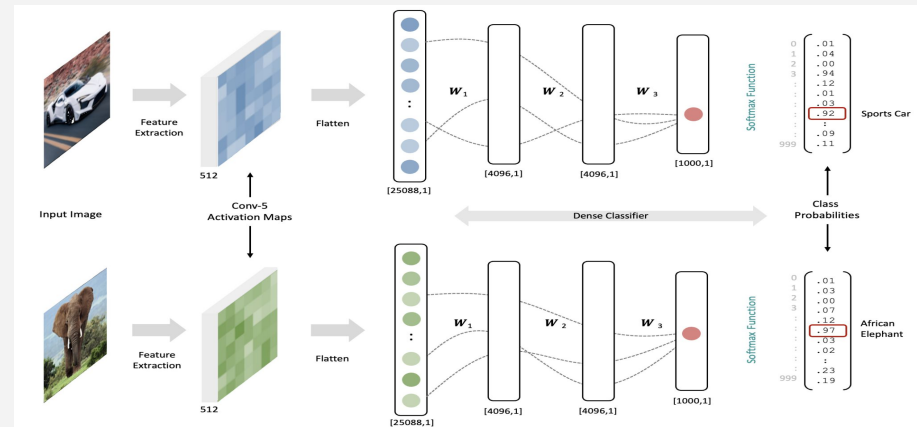 Input Image
Feature
Extraction
512
Conv-5
Activation Maps
Flatten
[25088,1]
W1
[4096,1]
W2
[4096,1]
W3
[1000,1]
Dense Classifier
Softmax Function
0
1
2
3
:
:
:
:
:
999
.01
.04
.00
.94
.12
.01
.03
.92
:
.09
.11
Sports Car
Class
Probabilities
Feature
Extraction
512
Flatten
[25088,1]
W1
[4096,1]
W2
[4096,1]
W3
[1000,1]
Softmax Function
0
1
2
3
:
:
:
:
:
999
.01
.03
.00
.07
.12
.97
.03
.02
:
.23
.19
African
Elephant